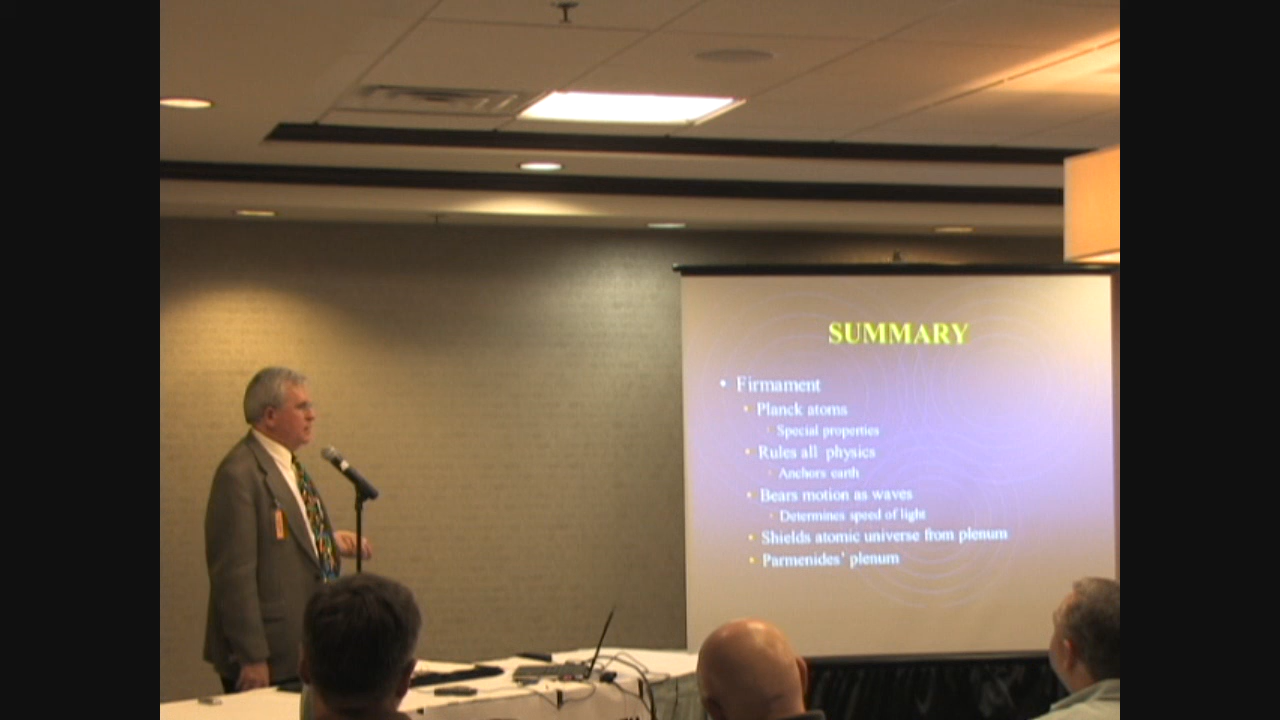 SUMMARY
• Firmament
• Planck atoms
• Special properties
• Rules all physics
• Anchors earth
• Bears motion as waves
• Determines speed of light
• Shields atomic universe from plenum
• Parmenides' plenum